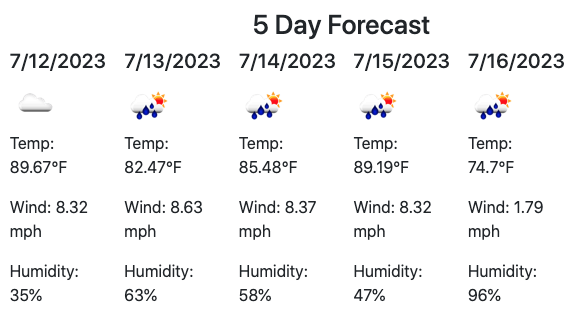 5 Day Forecast
7/12/2023
Temp:
89.67°F
Wind: 8.32
mph
Humidity:
35%
7/13/2023
Temp:
82.47°F
Wind: 8.63
mph
Humidity:
63%
7/14/2023
Temp:
85.48°F
Wind: 8.37
mph
Humidity:
58%
7/15/2023
Temp:
89.19°F
Wind: 8.32
mph
Humidity:
47%
7/16/2023
Temp:
74.7°F
Wind: 1.79
mph
Humidity:
96%